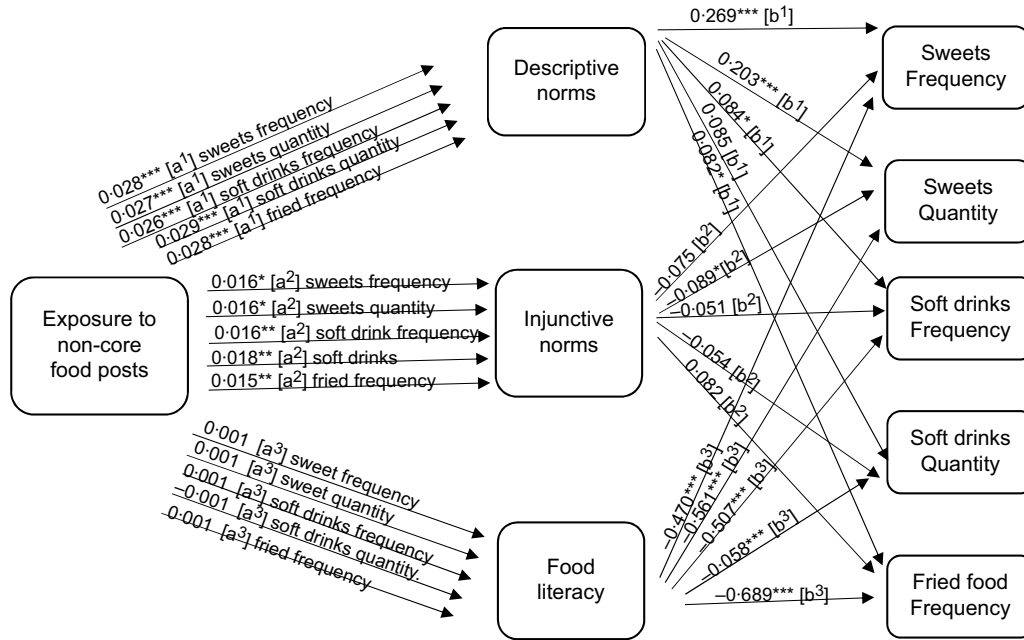 0·269*** [b1]
0·203*** [b1]
0·084* [b1]
0·085 [b1]
0·082* [b1]
Descriptive
norms
Sweets
Frequency
0·028*** [a1] sweets frequency
0·027*** [a1] sweets quantity
0·026*** [a1] soft drinks frequency
0·029*** [a1] soft drinks quantity
0·028*** [a1] fried frequency
Sweets
Quantity
Exposure to
non-core
food posts
0·016* [a2] sweets frequency
0·016* [a2] sweets quantity
0·016** [a2] soft drink frequency
0·018** [a2] soft drinks
0·015** [a2] fried frequency
Injunctive
norms
–0·075 [b2]
–0·089* [b2]
–0·051 [b2]
–0·054 [b2]
0·082 [b2]
Soft drinks
Frequency
Soft drinks
Quantity
0·001 [a3] sweet frequency
0·001 [a3] sweet quantity
0·001 [a3] soft drinks frequency
–0·001 [a3] soft drinks quantity.
0·001 [a3] fried frequency
Food
literacy
–0·470*** [b3]
–0·561*** [b3]
–0·507*** [b3]
–0·058*** [b3]
–0·689*** [b3]
Fried food
Frequency